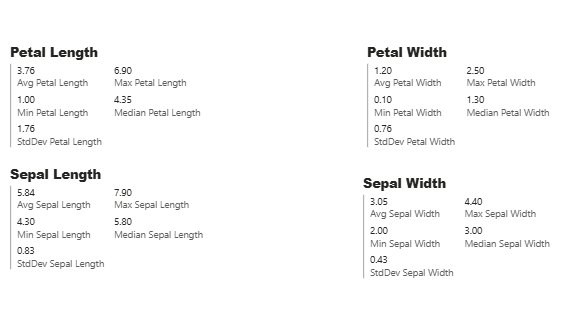 Petal Length
3.76 6.90
Avg Petal Length Max Petal Length
1.00 4.35
Min Petal Length Median Petal Length
1.76
StdDev Petal Length
Petal Width
1.20 2.50
Avg Petal Width Max Petal Width
0.10 1.30
Min Petal Width Median Petal Width
0.76
StdDev Petal Width
Sepal Length
5.84 7.90
Avg Sepal Length Max Sepal Length
4.30 5.80
Min Sepal Length Median Sepal Length
0.83
StdDev Sepal Length
Sepal Width
3.05 4.40
Avg Sepal Width Max Sepal Width
2.00 3.00
Min Sepal Width Median Sepal Width
0.43
StdDev Sepal Width